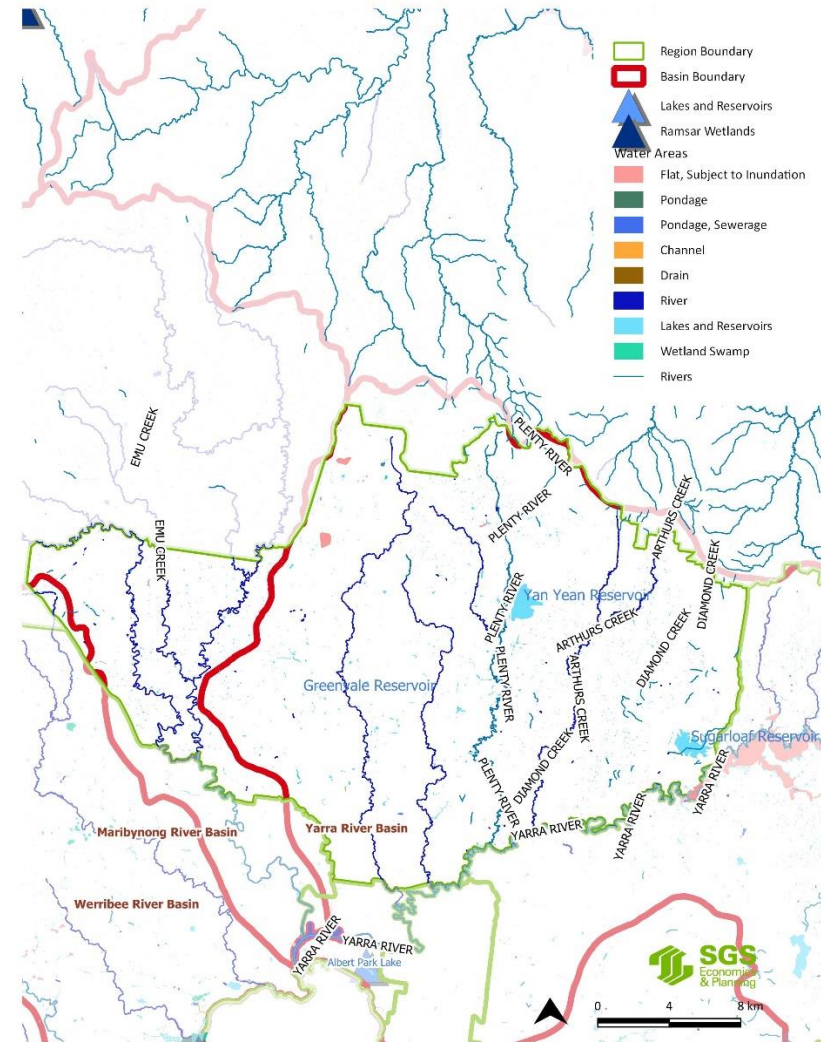 Region Boundary
Basin Boundary
Lakes and Reservoirs
Ramsar Wetlands
Water Areas
Flat, Subject to Inundation
Pondage
Pondage, Sewerage
Channel
Drain
River
Lakes and Reservoirs
Wetland Swamp
Rivers
EMU CREEK
EMU CREEK
PLENTY RIVER
PLENTY RIVER
PLENTY RIVER
PLENTY RIVER
PLENTY RIVER
Yan Yean Reservoir
ARTHURS CREEK
ARTHURS CREEK
ARTHURS CREEK
DIAMOND CREEK
DIAMOND CREEK
DIAMOND CREEK
Greenvale Reservoir
Sugarloaf Reservoir
YARRA RIVER
YARRA RIVER
YARRA RIVER
Maribynong River Basin
Yarra River Basin
Werribee River Basin
YARRA RIVER
YARRA RIVER
Albert Park Lake
SGS
Economics
& Planning
0 4 8 km